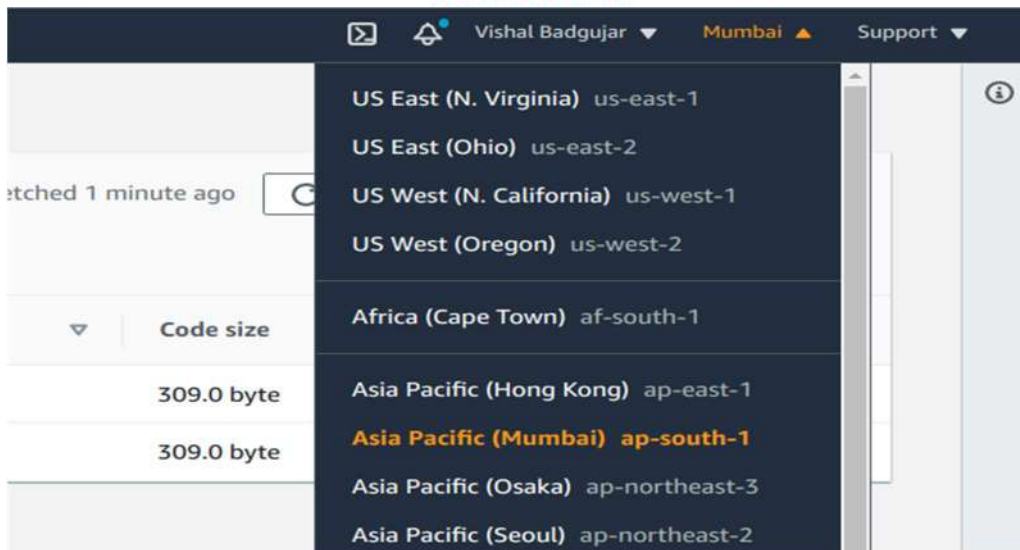 Vishal Badgujar Mumbai Support
US East (N. Virginia) us-east-1
US East (Ohio) us-east-2
etched 1 minute ago
US West (N. California) us-west-1
US West (Oregon) us-west-2
Africa (Cape Town) af-south-1
Code size
Asia Pacific (Hong Kong) ap-east-1
309.0 byte
Asia Pacific (Mumbai) ap-south-1
309.0 byte
Asia Pacific (Osaka) ap-northeast-3
Asia Pacific (Seoul) ap-northeast-2